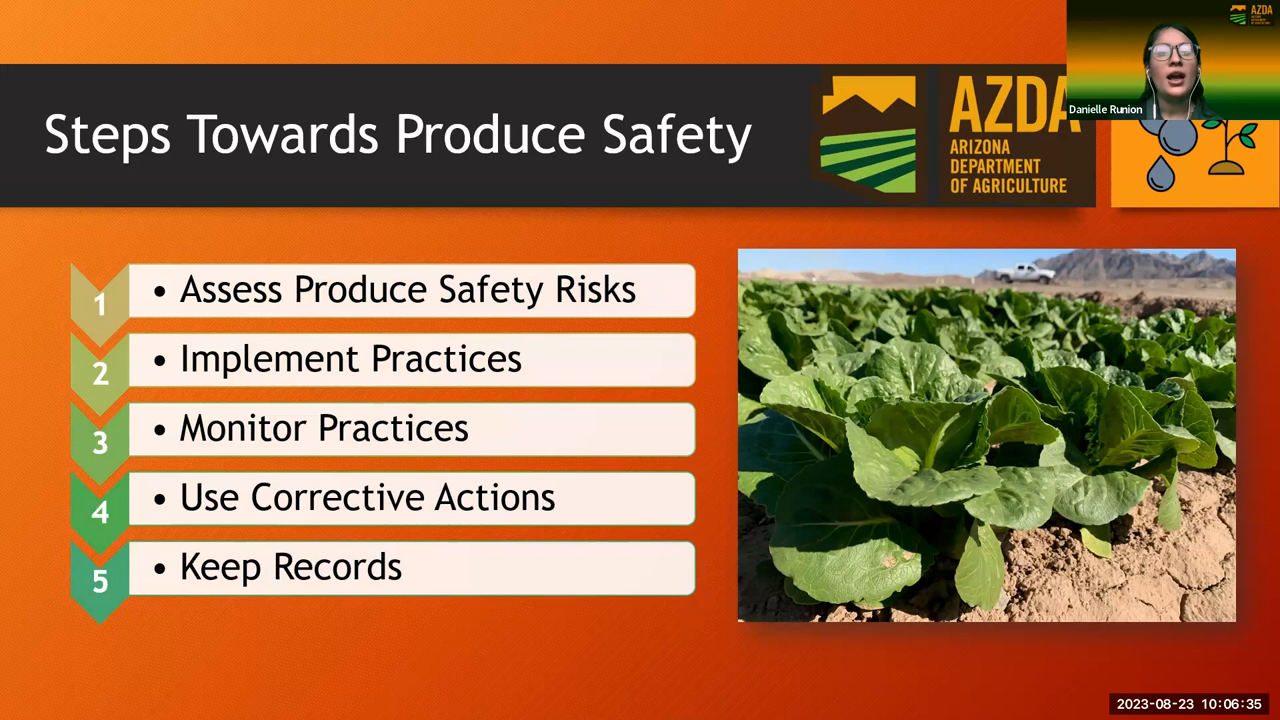 Steps Towards Produce Safety
AZDA
ARIZONA
DEPARTMENT
OF AGRICULTURE
AZDA
Danielle Runion
1
• Assess Produce Safety Risks
2
• Implement Practices
3
• Monitor Practices
4
• Use Corrective Actions
5
• Keep Records
2023-08-23 10:06:35